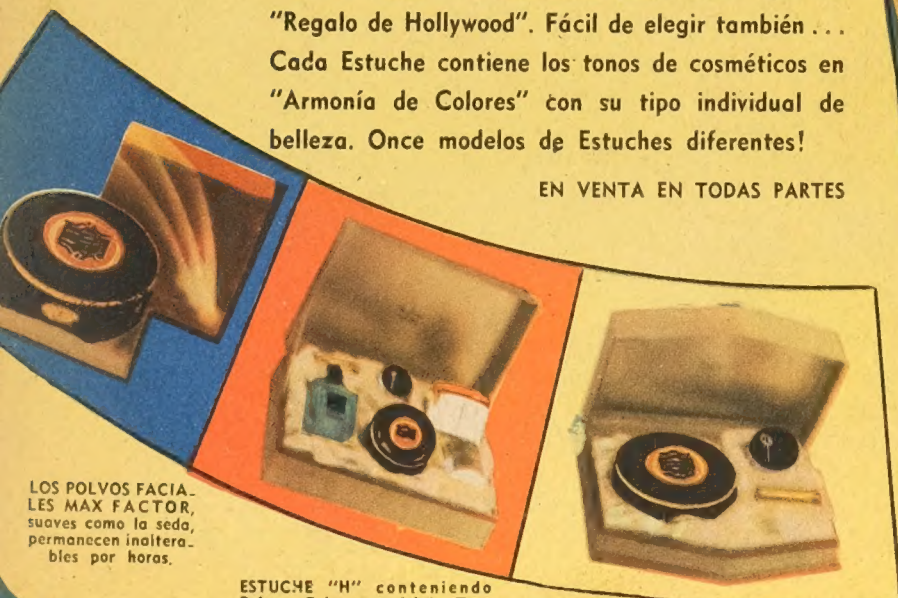 "Regalo de Hollywood". Fácil de elegir también ...
Cada Estuche contiene los tonos de cosméticos en
"Armonía de Colores" con su tipo individual de
belleza. Once modelos de Estuches diferentes!
EN VENTA EN TODAS PARTES
LOS POLVOS FACIA-
LES MAX FACTOR,
suaves como la seda,
permanecen inaltera-
bles por horas.
ESTUCHE "H" conteniendo